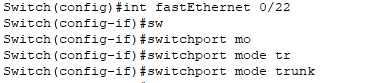 Switch(config)#int fastEthernet 0/22
Switch(config-if)#sw
Switch(config-if)#switchport mo
Switch(config-if)#switchport mode tr
Switch(config-if)#switchport mode trunk